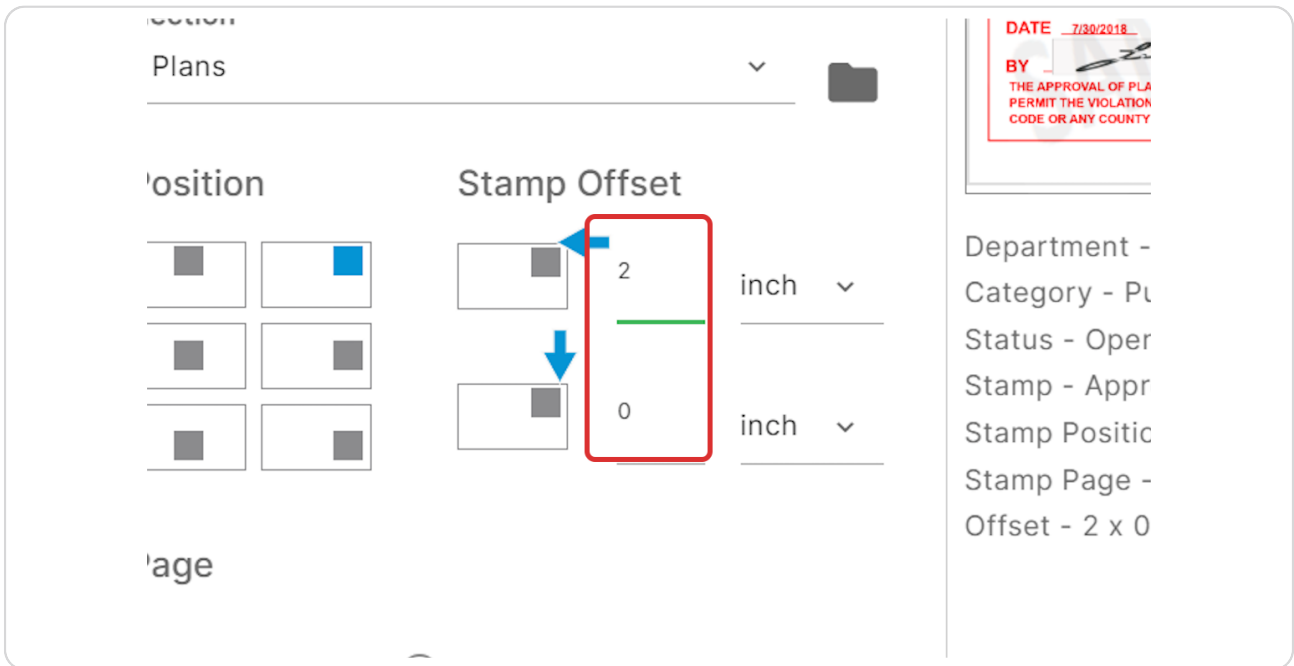 Plans
Position
Stamp Offset
2
inch
0
inch
Page
DATE 7/30/2018
BY
THE APPROVAL OF PLA
PERMIT THE VIOLATION
CODE OR ANY COUNTY
Department -
Category - Pu
Status - Oper
Stamp - Appr
Stamp Positio
Stamp Page -
Offset - 2 x 0